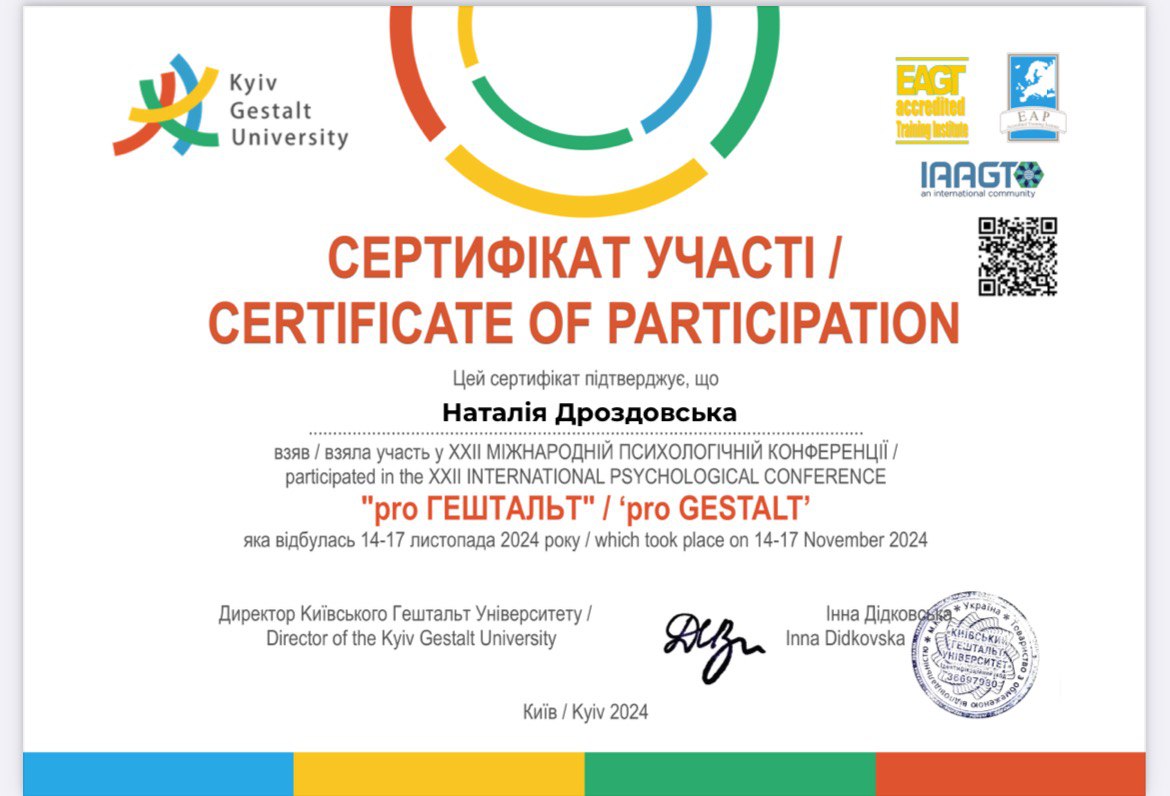 Kyiv
Gestalt
University
EAGT
accredited
Training Institute
EAP
IAAGT
an international community
СЕРТИФІКАТ УЧАСТІ /
CERTIFICATE OF PARTICIPATION
Цей сертифікат підтверджує, що
Наталія Дроздовська
взяв / взяла участь у XXII МІЖНАРОДНІЙ ПСИХОЛОГІЧНІЙ КОНФЕРЕНЦІЇ /
participated in the XXII INTERNATIONAL PSYCHOLOGICAL CONFERENCE
"pro ГЕШТАЛЬТ" / ‘pro GESTALT’
яка відбулась 14-17 листопада 2024 року / which took place on 14-17 November 2024
Директор Київського Гештальт Університету /
Director of the Kyiv Gestalt University
Інна Дідковська
Inna Didkovska
Україна * Товариство з обмеженою відповідальністю *
КИЇВСЬКИЙ
ГЕШТАЛЬТ
УНІВЕРСИТЕТ
Ідентифікаційний код
Київ / Kyiv 2024